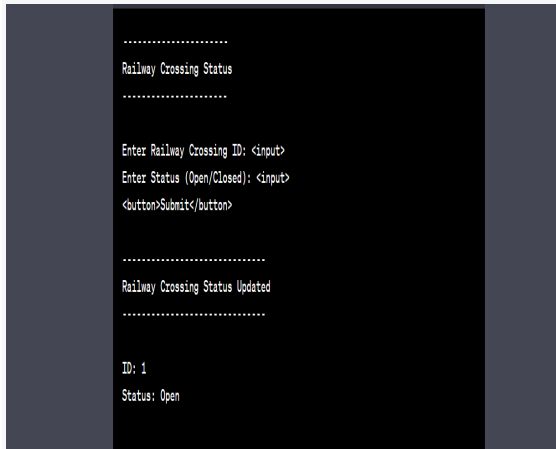 ----------------------
Railway Crossing Status
----------------------
Enter Railway Crossing ID: <input>
Enter Status (Open/Closed): <input>
<button>Submit</button>
------------------------------
Railway Crossing Status Updated
------------------------------
ID: 1
Status: Open